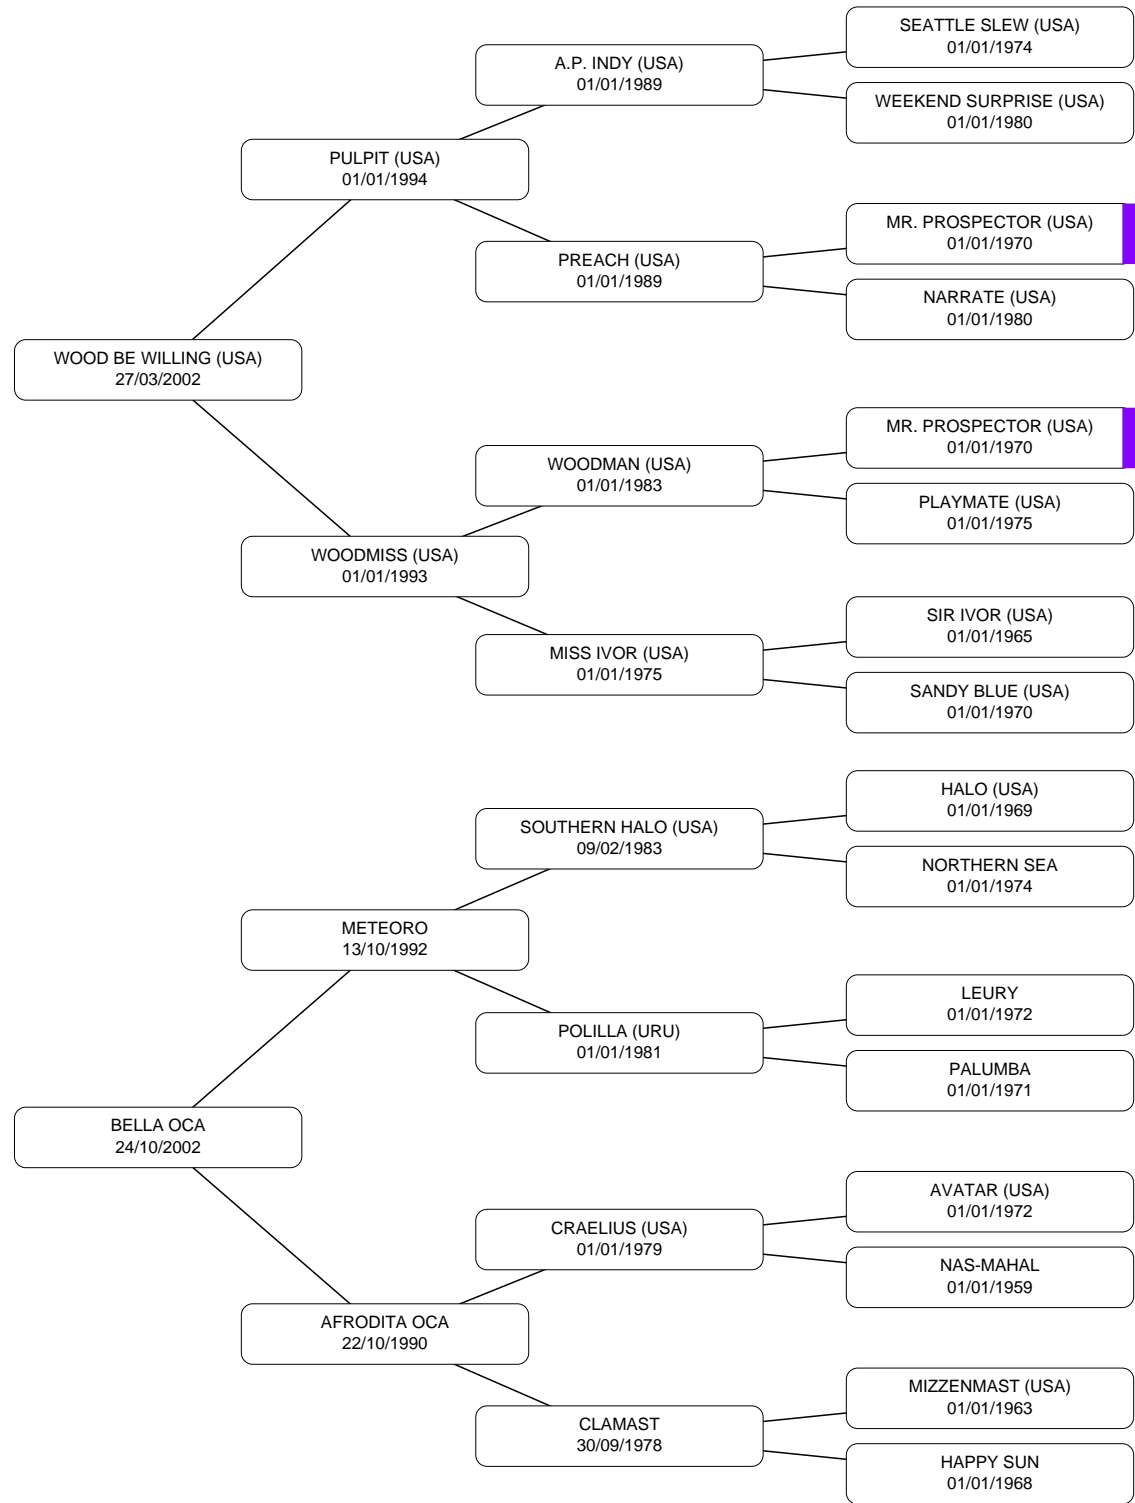 SEATTLE SLEW (USA)
01/01/1974
A.P. INDY (USA)
01/01/1989
WEEKEND SURPRISE (USA)
01/01/1980
PULPIT (USA)
01/01/1994
MR. PROSPECTOR (USA)
01/01/1970
PREACH (USA)
01/01/1989
NARRATE (USA)
01/01/1980
WOOD BE WILLING (USA)
27/03/2002
MR. PROSPECTOR (USA)
01/01/1970
WOODMAN (USA)
01/01/1983
PLAYMATE (USA)
01/01/1975
WOODMISS (USA)
01/01/1993
SIR IVOR (USA)
01/01/1965
MISS IVOR (USA)
01/01/1975
SANDY BLUE (USA)
01/01/1970
HALO (USA)
01/01/1969
SOUTHERN HALO (USA)
09/02/1983
NORTHERN SEA
01/01/1974
METEORO
13/10/1992
LEURY
01/01/1972
POLILLA (URU)
01/01/1981
PALUMBA
01/01/1971
BELLA OCA
24/10/2002
AVATAR (USA)
01/01/1972
CRAELIUS (USA)
01/01/1979
NAS-MAHAL
01/01/1959
AFRODITA OCA
22/10/1990
MIZZENMAST (USA)
01/01/1963
CLAMAST
30/09/1978
HAPPY SUN
01/01/1968